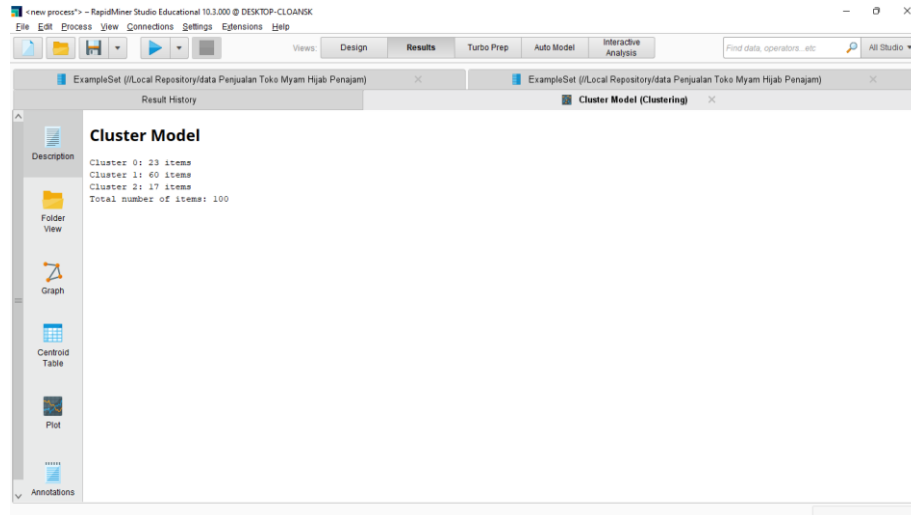 <new process*> – RapidMiner Studio Educational 10.3.000 @ DESKTOP-CLOANSK
File Edit Process View Connections Settings Extensions Help
Views: Design Results Turbo Prep Auto Model Interactive Analysis Find data, operators...etc All Studio
ExampleSet (//Local Repository/data Penjualan Toko Myam Hijab Penajam) ExampleSet (//Local Repository/data Penjualan Toko Myam Hijab Penajam)
Result History Cluster Model (Clustering)
Description
Folder
View
Graph
Centroid
Table
Plot
Annotations
Cluster Model
Cluster 0: 23 items
Cluster 1: 60 items
Cluster 2: 17 items
Total number of items: 100